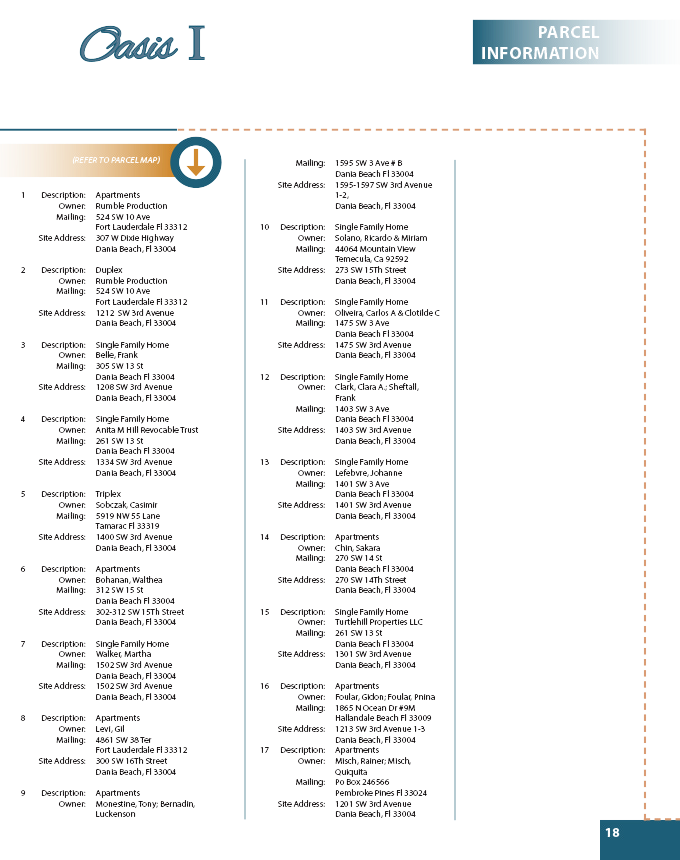 Oasis I
PARCEL
INFORMATION
(REFER TO PARCEL MAP)
1 Description: Apartments
Owner: Rumble Production
Mailing: 524 SW 10 Ave
Fort Lauderdale Fl 33312
Site Address: 307 W Dixie Highway
Dania Beach, Fl 33004
2 Description: Duplex
Owner: Rumble Production
Mailing: 524 SW 10 Ave
Fort Lauderdale Fl 33312
Site Address: 1212 SW 3rd Avenue
Dania Beach, Fl 33004
3 Description: Single Family Home
Owner: Belle, Frank
Mailing: 305 SW 13 St
Dania Beach Fl 33004
Site Address: 1208 SW 3rd Avenue
Dania Beach, Fl 33004
4 Description: Single Family Home
Owner: Anita M Hill Revocable Trust
Mailing: 261 SW 13 St
Dania Beach Fl 33004
Site Address: 1334 SW 3rd Avenue
Dania Beach, Fl 33004
5 Description: Triplex
Owner: Sobczak, Casimir
Mailing: 5919 NW 55 Lane
Tamarac Fl 33319
Site Address: 1400 SW 3rd Avenue
Dania Beach, Fl 33004
6 Description: Apartments
Owner: Bohanan, Walthea
Mailing: 312 SW 15 St
Dania Beach Fl 33004
Site Address: 302-312 SW 15Th Street
Dania Beach, Fl 33004
7 Description: Single Family Home
Owner: Walker, Martha
Mailing: 1502 SW 3rd Avenue
Dania Beach, Fl 33004
Site Address: 1502 SW 3rd Avenue
Dania Beach, Fl 33004
8 Description: Apartments
Owner: Levi, Gil
Mailing: 4861 SW 38 Ter
Fort Lauderdale Fl 33312
Site Address: 300 SW 16Th Street
Dania Beach, Fl 33004
9 Description: Apartments
Owner: Monestine, Tony; Bernadin,
Luckenson
Mailing: 1595 SW 3 Ave # B
Dania Beach Fl 33004
Site Address: 1595-1597 SW 3rd Avenue
1-2,
Dania Beach, Fl 33004
10 Description: Single Family Home
Owner: Solano, Ricardo & Miriam
Mailing: 44064 Mountain View
Temecula, Ca 92592
Site Address: 273 SW 15Th Street
Dania Beach, Fl 33004
11 Description: Single Family Home
Owner: Oliveira, Carlos A & Clotilde C
Mailing: 1475 SW 3 Ave
Dania Beach Fl 33004
Site Address: 1475 SW 3rd Avenue
Dania Beach, Fl 33004
12 Description: Single Family Home
Owner: Clark, Clara A.; Sheftall,
Frank
Mailing: 1403 SW 3 Ave
Dania Beach Fl 33004
Site Address: 1403 SW 3rd Avenue
Dania Beach, Fl 33004
13 Description: Single Family Home
Owner: Lefebvre, Johanne
Mailing: 1401 SW 3 Ave
Dania Beach Fl 33004
Site Address: 1401 SW 3rd Avenue
Dania Beach, Fl 33004
14 Description: Apartments
Owner: Chin, Sakara
Mailing: 270 SW 14 St
Dania Beach Fl 33004
Site Address: 270 SW 14Th Street
Dania Beach, Fl 33004
15 Description: Single Family Home
Owner: Turtlehill Properties LLC
Mailing: 261 SW 13 St
Dania Beach Fl 33004
Site Address: 1301 SW 3rd Avenue
Dania Beach, Fl 33004
16 Description: Apartments
Owner: Foular, Gidon; Foular, Pnina
Mailing: 1865 N Ocean Dr #9M
Hallandale Beach Fl 33009
Site Address: 1213 SW 3rd Avenue 1-3
Dania Beach, Fl 33004
17 Description: Apartments
Owner: Misch, Rainer; Misch,
Quiquita
Mailing: Po Box 246566
Pembroke Pines Fl 33024
Site Address: 1201 SW 3rd Avenue
Dania Beach, Fl 33004
18